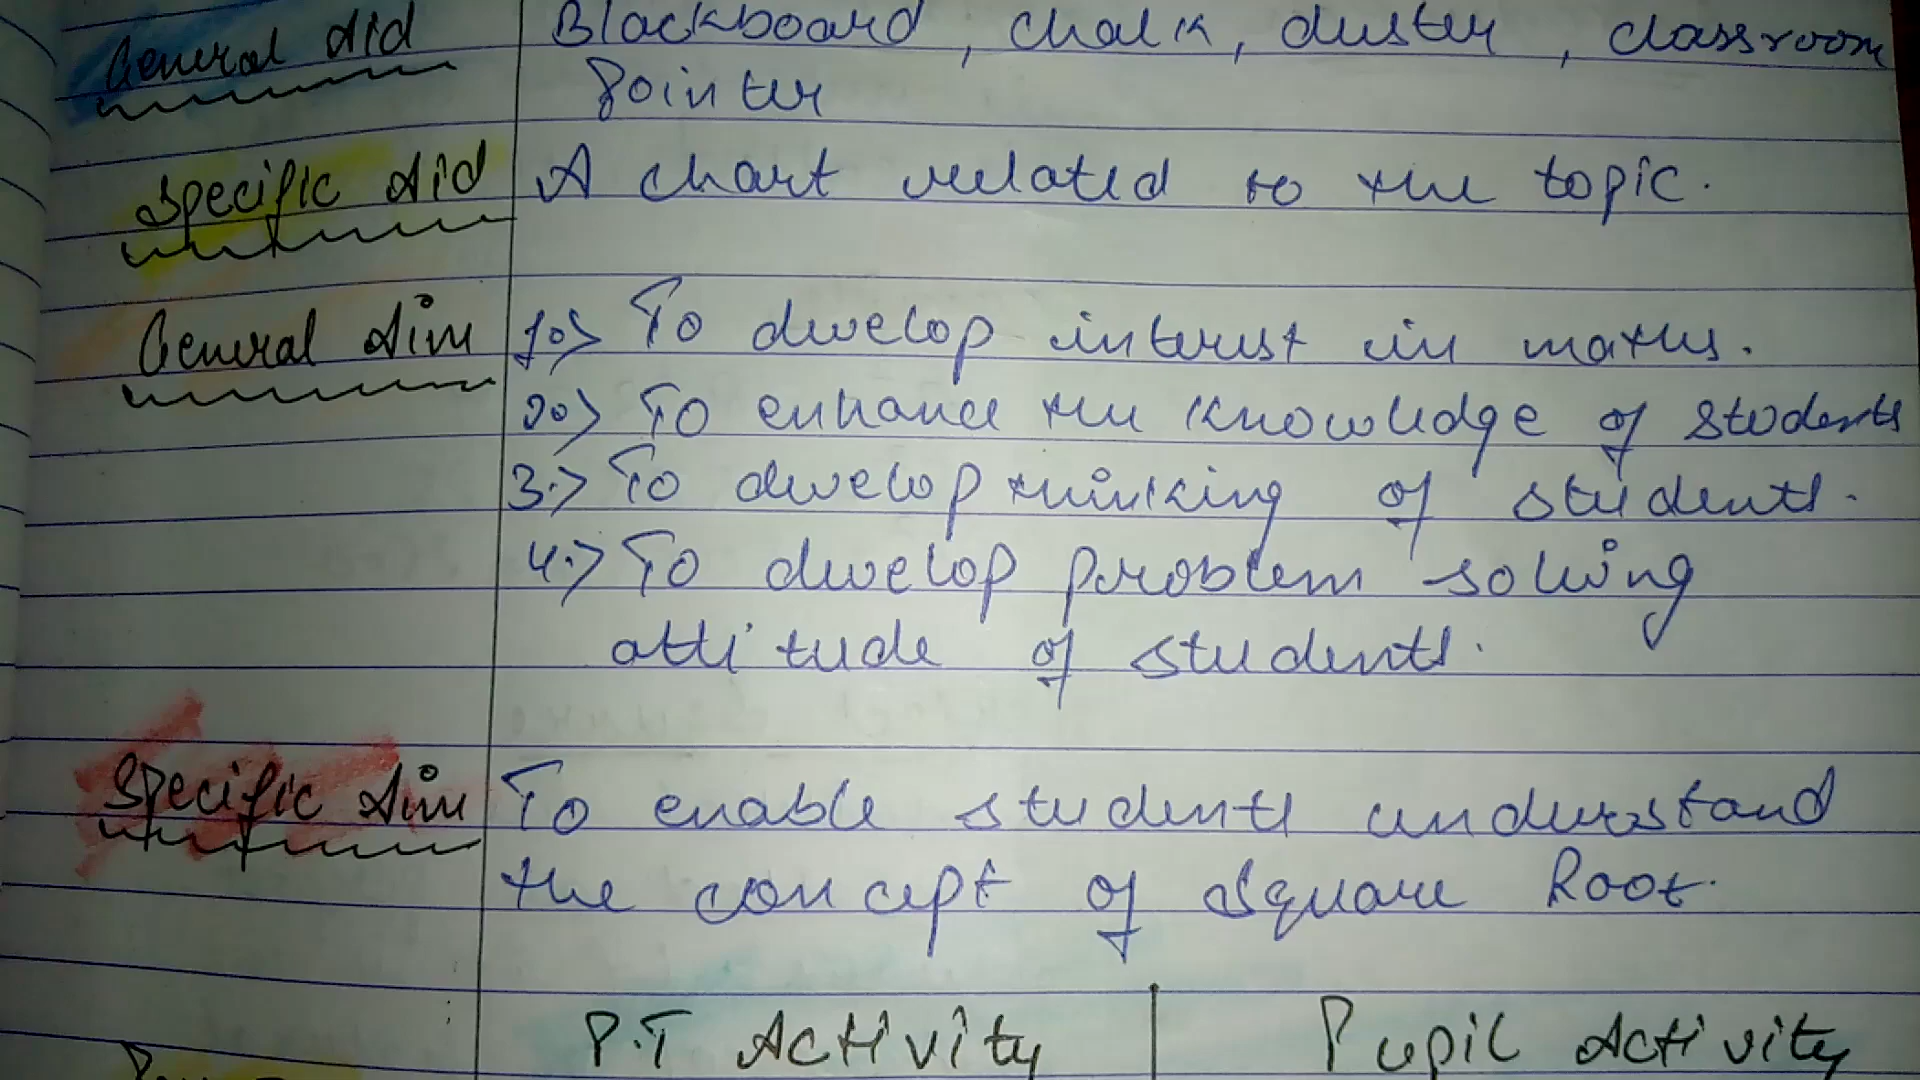 General Aid Blackboard, chalk, duster, classroom
Pointer
Specific Aid A chart related to the topic.
General Aim 1.> To develop interest in maths.
2.> To enhance the knowledge of students
3.> To develop thinking of students.
4.> To develop problem solving
attitude of students.
Specific Aim To enable students understand
the concept of Square Root.
P.T Activity Pupil Activity